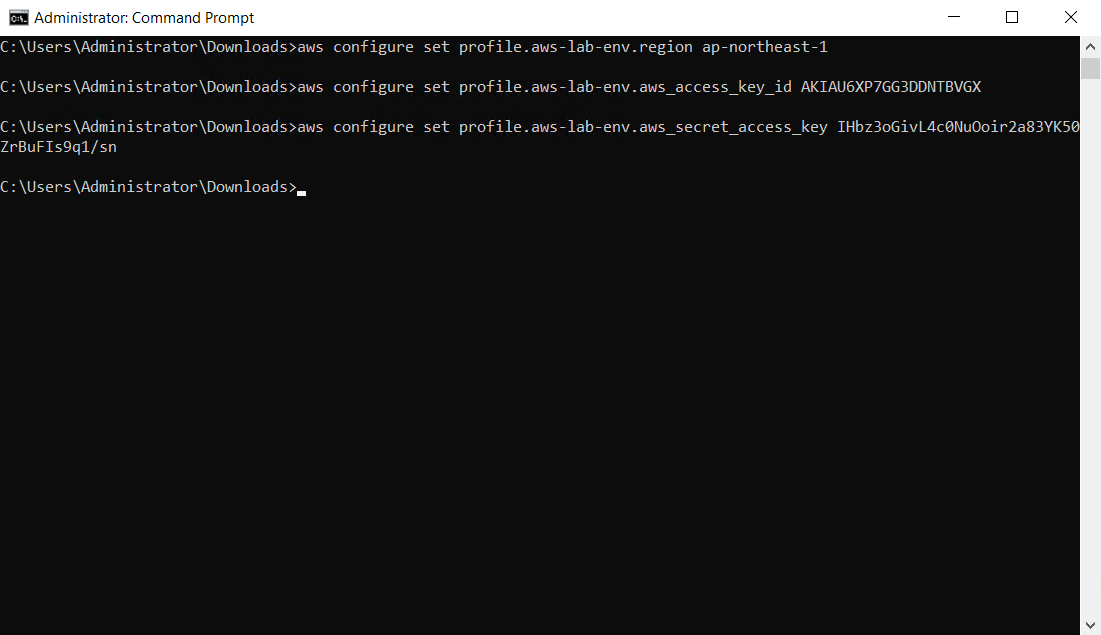 Administrator: Command Prompt
C:\Users\Administrator\Downloads>aws configure set profile.aws-lab-env.region ap-northeast-1
C:\Users\Administrator\Downloads>aws configure set profile.aws-lab-env.aws_access_key_id AKIAU6XP7GG3DDNTBVGX
C:\Users\Administrator\Downloads>aws configure set profile.aws-lab-env.aws_secret_access_key IHbz3oGivL4c0NuOoir2a83YK50
ZrBuFIs9q1/sn
C:\Users\Administrator\Downloads>